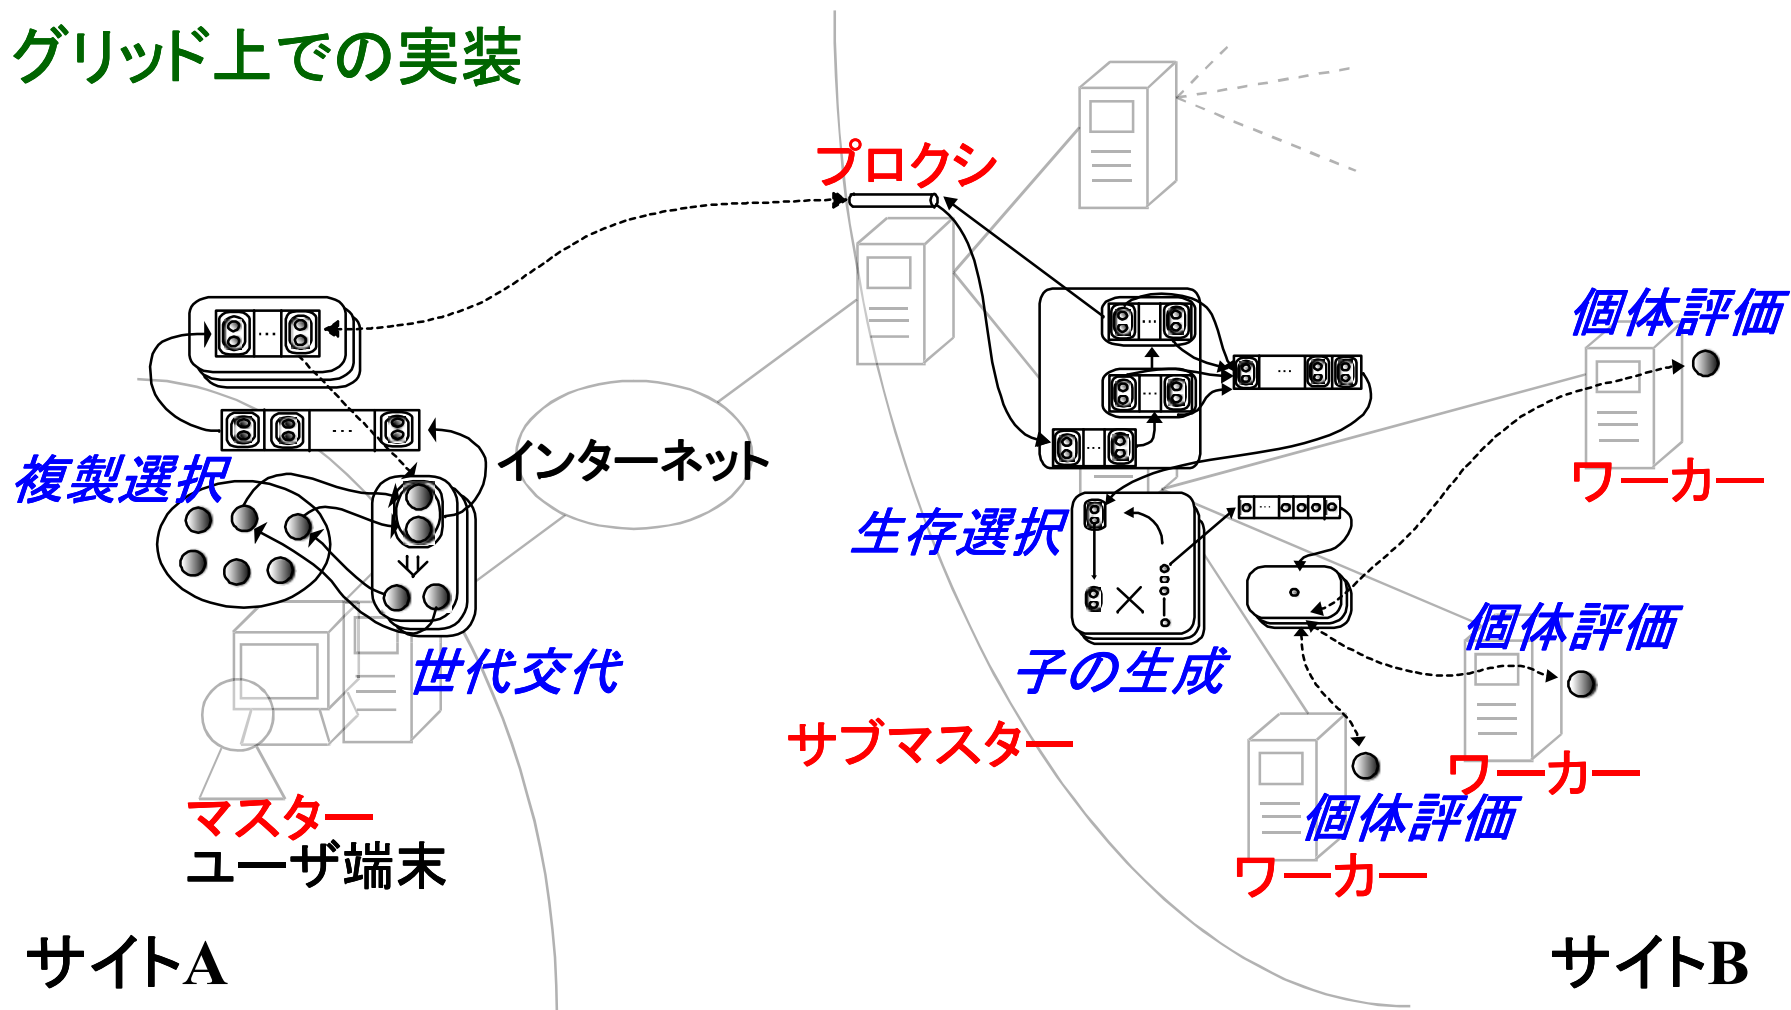 グリッド上での実装
プロクシ
個体評価
インターネット
複製選択
ワーカー
生存選択
個体評価
世代交代
子の生成
サブマスター
ワーカー
マスター
個体評価
ユーザ端末
ワーカー
サイトA
サイトB